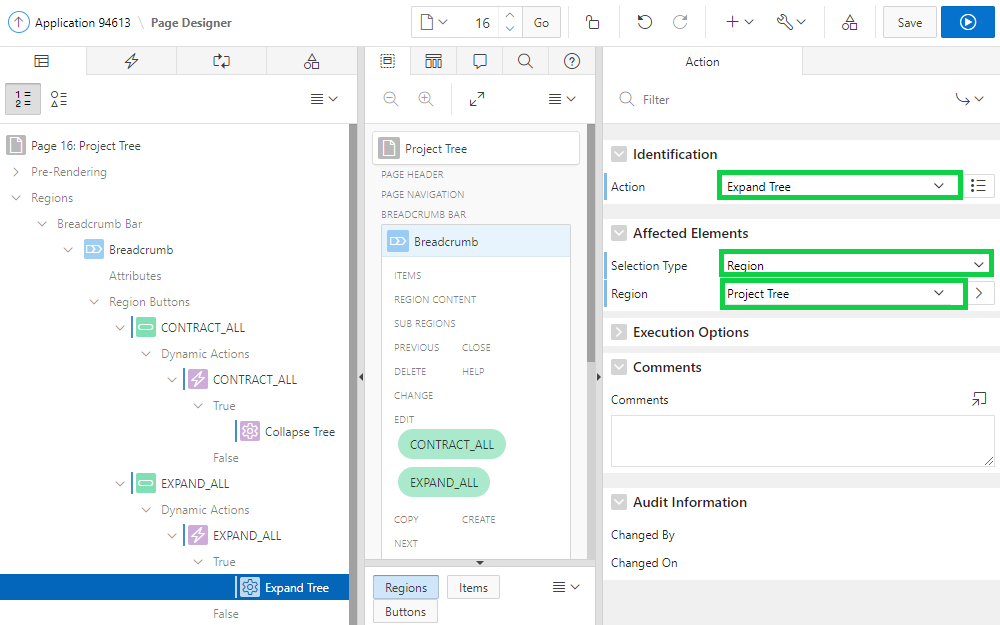 Application 94613 \ Page Designer
16
Go
Save
1
2
Page 16: Project Tree
Pre-Rendering
Regions
Breadcrumb Bar
Breadcrumb
Attributes
Region Buttons
CONTRACT_ALL
Dynamic Actions
CONTRACT_ALL
True
Collapse Tree
False
EXPAND_ALL
Dynamic Actions
EXPAND_ALL
True
Expand Tree
False
Project Tree
PAGE HEADER
PAGE NAVIGATION
BREADCRUMB BAR
Breadcrumb
ITEMS
REGION CONTENT
SUB REGIONS
PREVIOUS CLOSE
DELETE HELP
CHANGE
EDIT
CONTRACT_ALL
EXPAND_ALL
COPY CREATE
NEXT
Regions
Items
Buttons
Action
Filter
Identification
Action Expand Tree
Affected Elements
Selection Type Region
Region Project Tree
Execution Options
Comments
Comments
Audit Information
Changed By
Changed On